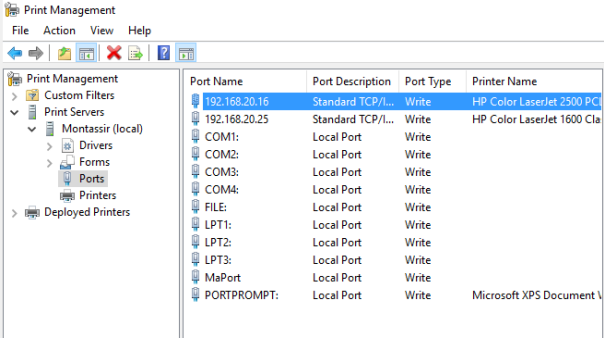 Print Management
File Action View Help
Print Management
Custom Filters
Print Servers
Montassir (local)
Drivers
Forms
Ports
Printers
Deployed Printers
Port Name Port Description Port Type Printer Name
192.168.20.16 Standard TCP/I... Write HP Color LaserJet 2500 PCL
192.168.20.25 Standard TCP/I... Write HP Color LaserJet 1600 Cla
COM1: Local Port Write
COM2: Local Port Write
COM3: Local Port Write
COM4: Local Port Write
FILE: Local Port Write
LPT1: Local Port Write
LPT2: Local Port Write
LPT3: Local Port Write
MaPort Local Port Write
PORTPROMPT: Local Port Write Microsoft XPS Document